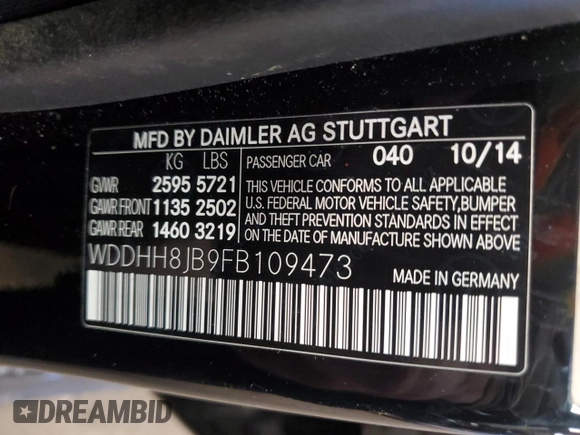 MFD BY DAIMLER AG STUTTGART
KG LBS PASSENGER CAR 040 10/14
GVWR 2595 5721 THIS VEHICLE CONFORMS TO ALL APPLICABLE
GAWR FRONT 1135 2502 U.S. FEDERAL MOTOR VEHICLE SAFETY,BUMPER
GAWR REAR 1460 3219 AND THEFT PREVENTION STANDARDS IN EFFECT
ON THE DATE OF MANUFACTURE SHOWN ABOVE.
WDDHH8JB9FB109473
MADE IN GERMANY
DREAMBID